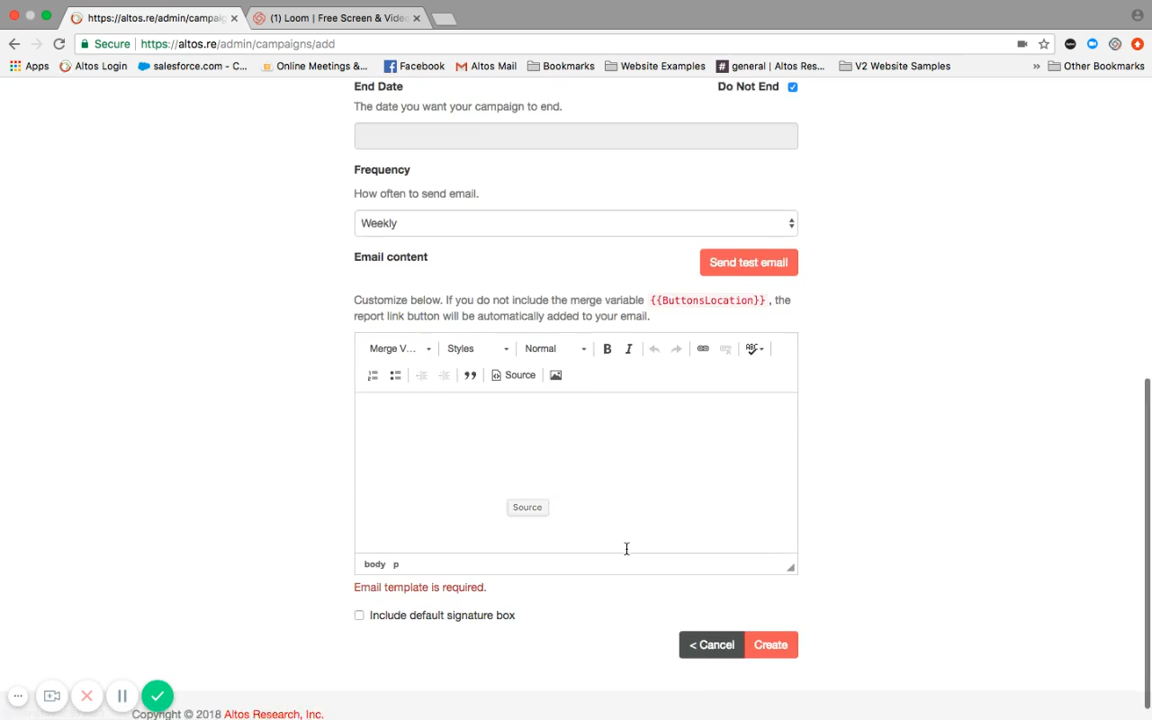 https://altos.re/admin/campaig
(1) Loom | Free Screen & Vide
Secure
https://altos.re/admin/campaigns/add
Apps
Altos Login
salesforce.com - C...
Online Meetings &...
Facebook
Altos Mail
Bookmarks
Website Examples
general | Altos Res...
V2 Website Samples
»
Other Bookmarks
End Date
Do Not End
The date you want your campaign to end.
Frequency
How often to send email.
Weekly
Email content
Send test email
Customize below. If you do not include the merge variable {{ButtonsLocation}} , the
report link button will be automatically added to your email.
Merge V...
Styles
Normal
B
I
ABC
Source
Source
body p
Email template is required.
Include default signature box
< Cancel
Create
Copyright © 2018 Altos Research, Inc.